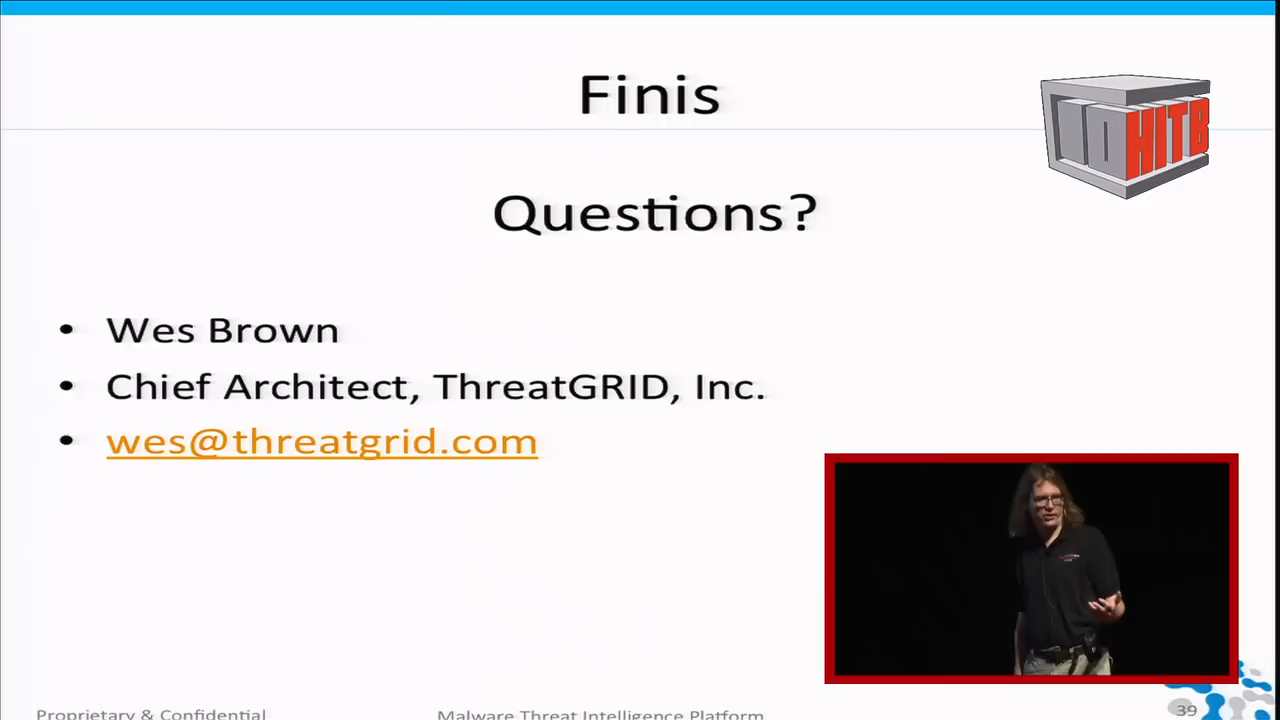 Finis
HITB
Questions?
• Wes Brown
• Chief Architect, ThreatGRID, Inc.
• wes@threatgrid.com
Proprietary & Confidential
Malware Threat Intelligence Platform
39